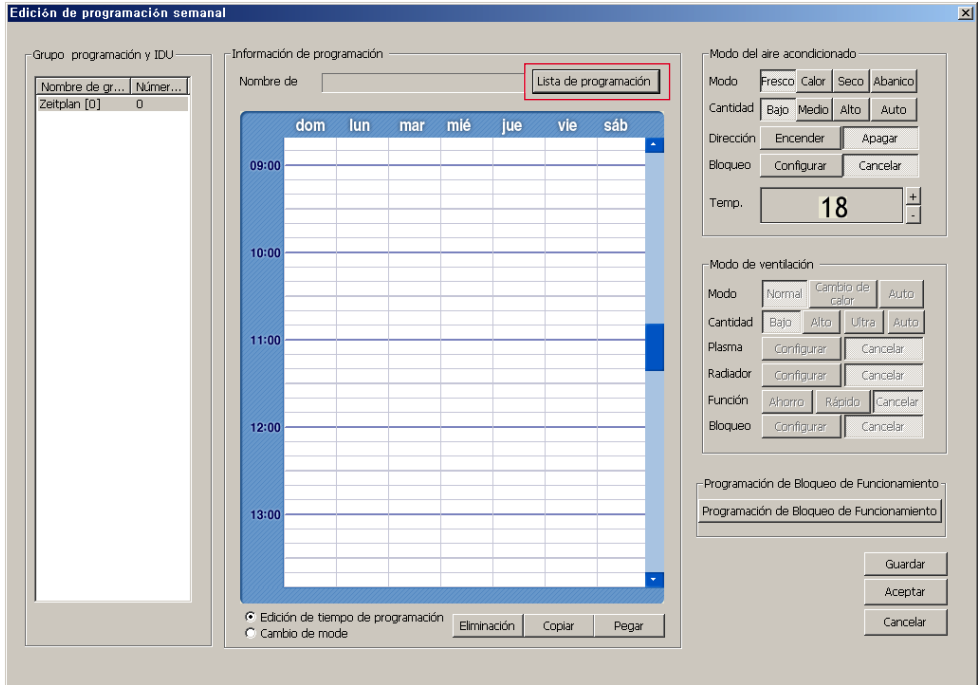 Edición de programación semanal
Grupo programación y IDU
Nombre de gr... Númer...
Zeitplan [0] 0
Información de programación
Nombre de
Lista de programación
dom lun mar mié jue vie sáb
09:00
10:00
11:00
12:00
13:00
Edición de tiempo de programación
Cambio de mode
Eliminación Copiar Pegar
Modo del aire acondicionado
Modo Fresco Calor Seco Abanico
Cantidad Bajo Medio Alto Auto
Dirección Encender Apagar
Bloqueo Configurar Cancelar
Temp. 18 + -
Modo de ventilación
Modo Normal Cambio de calor Auto
Cantidad Bajo Alto Ultra Auto
Plasma Configurar Cancelar
Radiador Configurar Cancelar
Función Ahorro Rápido Cancelar
Bloqueo Configurar Cancelar
Programación de Bloqueo de Funcionamiento
Programación de Bloqueo de Funcionamiento
Guardar
Aceptar
Cancelar